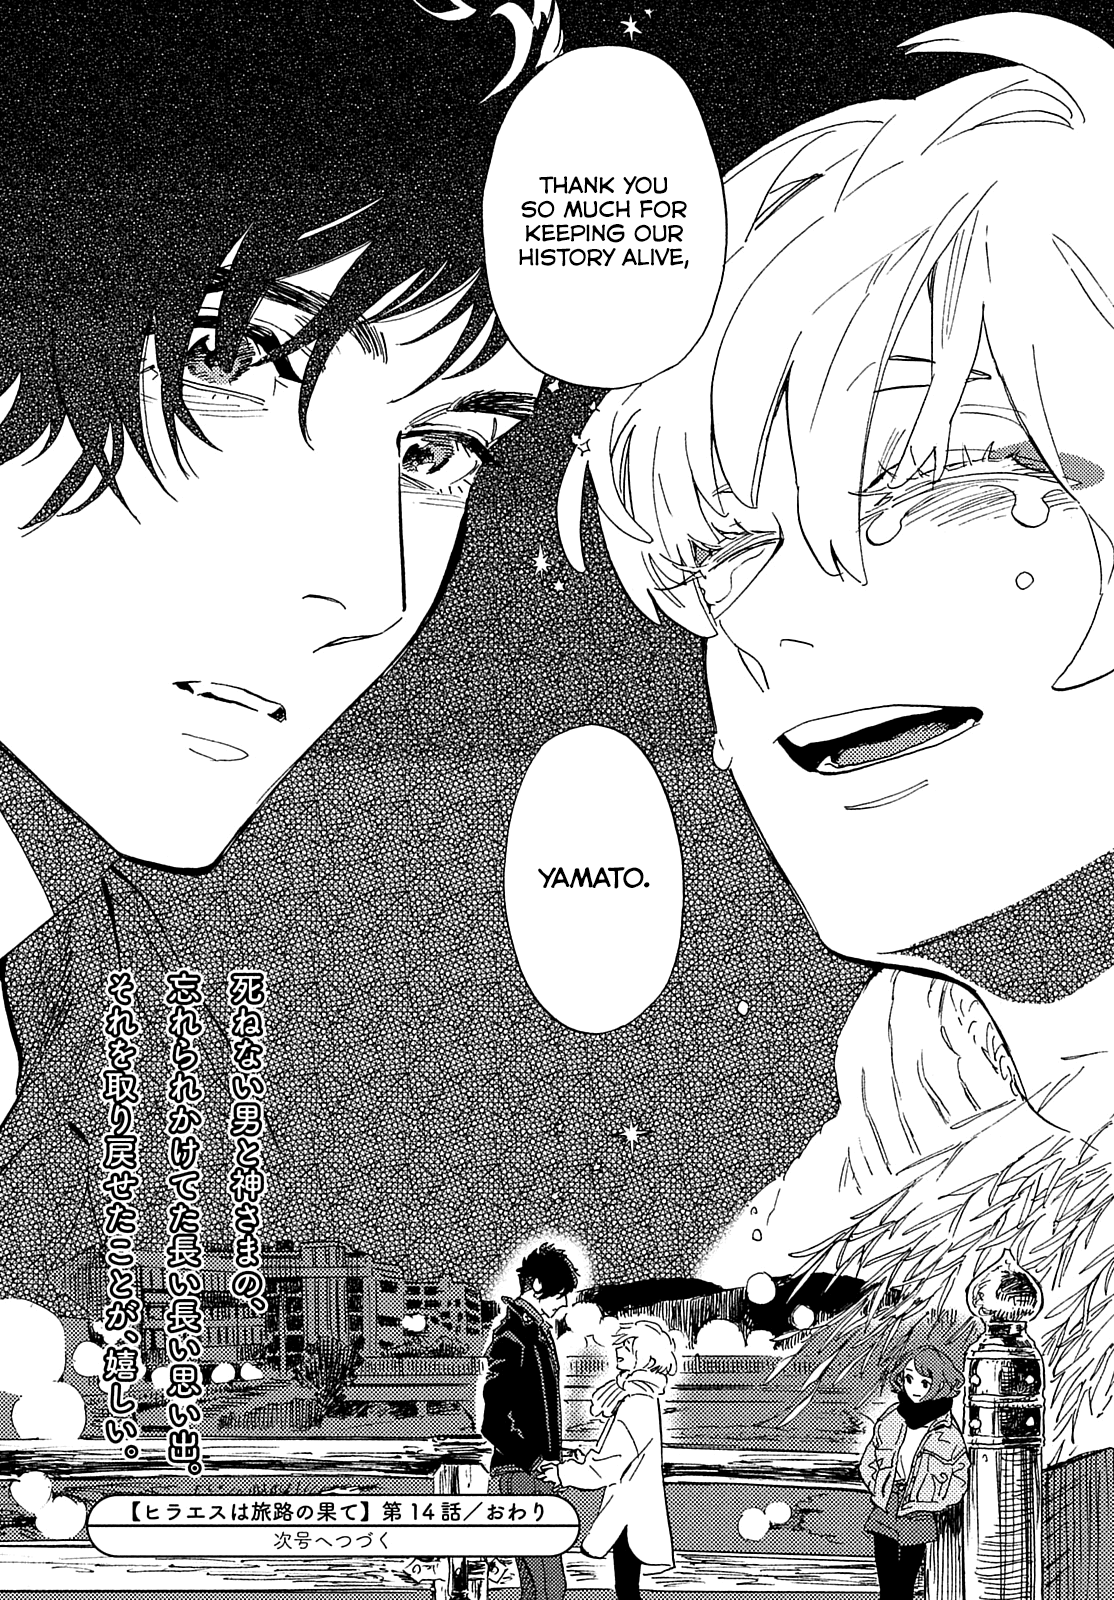 THANK YOU
SO MUCH FOR
KEEPING OUR
HISTORY ALIVE,
YAMATO.
死ねない男と神さまの、
忘れられかけてた長い長い思い出。
それを取り戻せたことが、嬉しい。
【ヒラエスは旅路の果て】第14話／おわり
次号へつづく